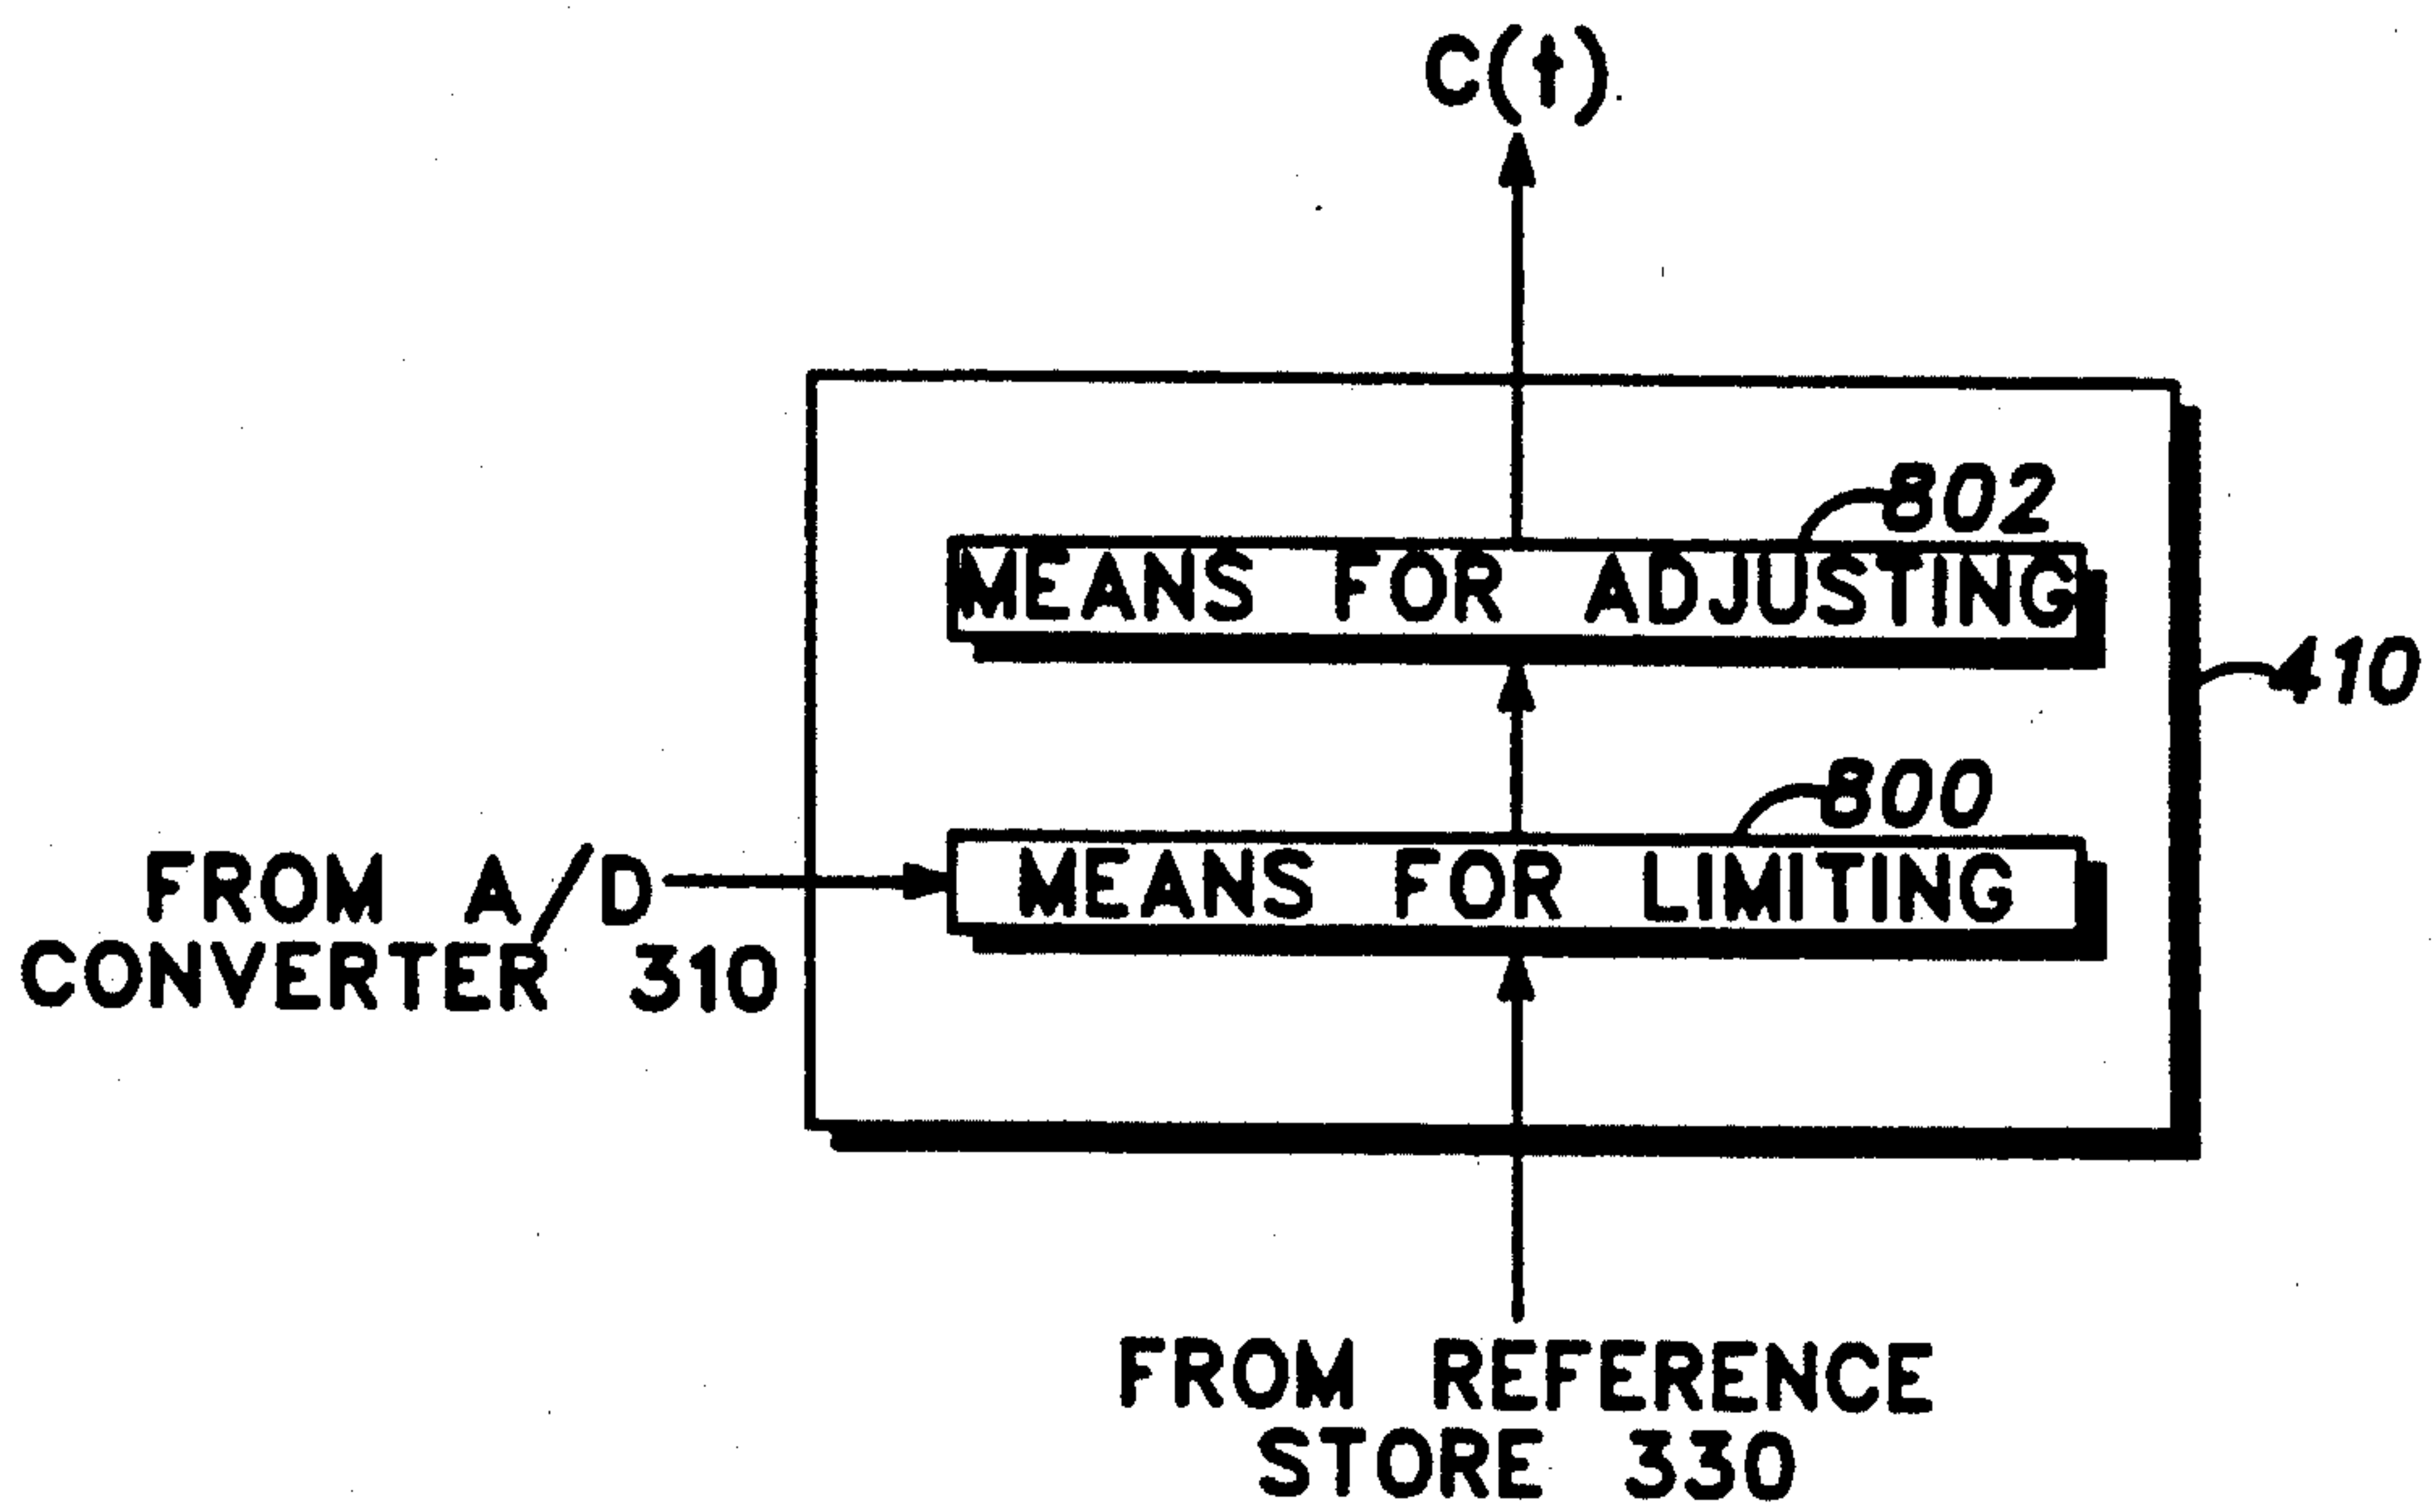 C(t)
802
MEANS FOR ADJUSTING
410
800
MEANS FOR LIMITING
FROM A/D
CONVERTER 310
FROM REFERENCE
STORE 330